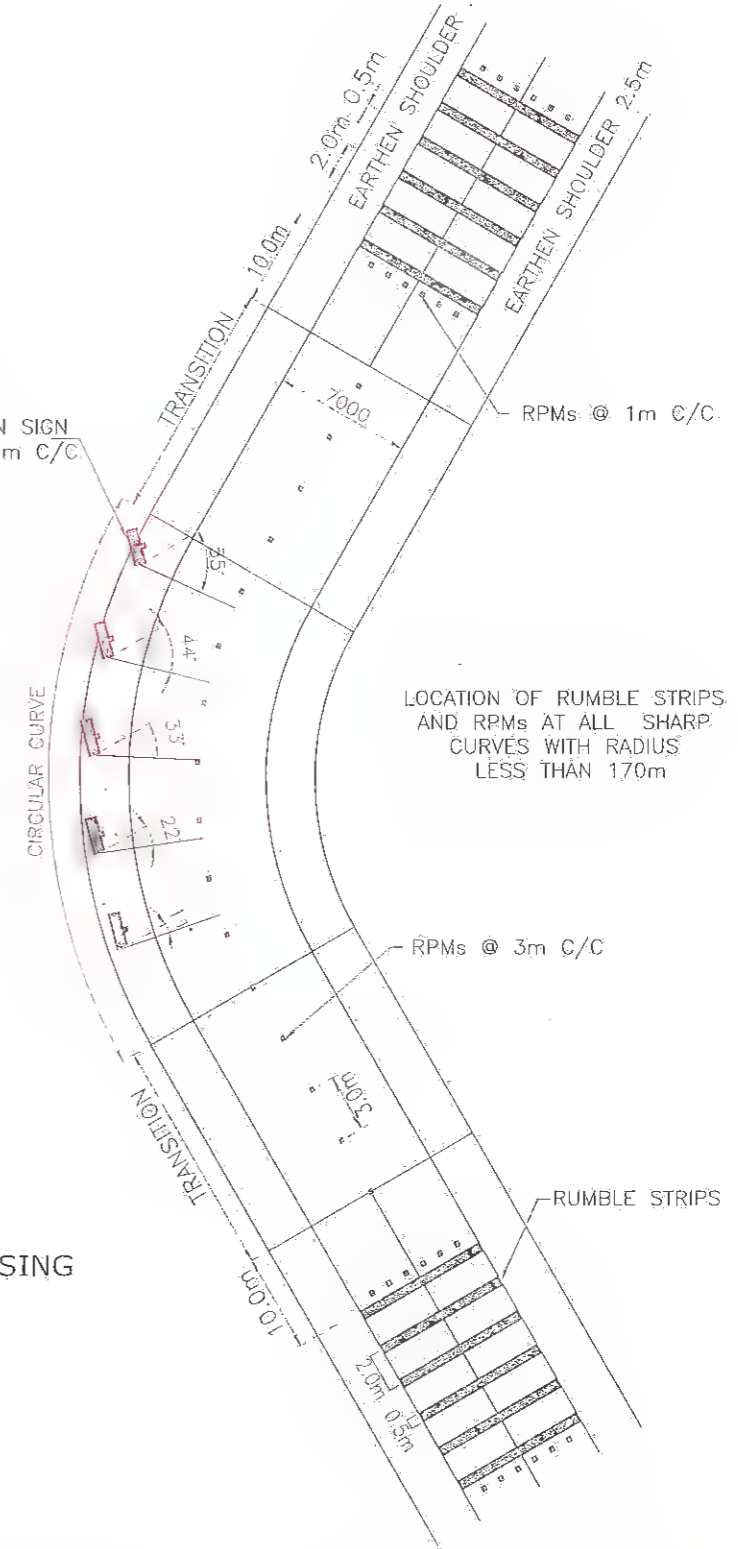 EARTHEN SHOULDER
2.0m 0.5m
EARTHEN SHOULDER 2.5m
10.0m
TRANSITION
7000
RPMs @ 1m C/C
N SIGN
m C/C
55°
44°
33°
22°
11°
CIRCULAR CURVE
LOCATION OF RUMBLE STRIPS
AND RPMs AT ALL SHARP
CURVES WITH RADIUS
LESS THAN 170m
RPMs @ 3m C/C
3.0m
TRANSITION
RUMBLE STRIPS
SING
10.0m
2.0m 0.5m